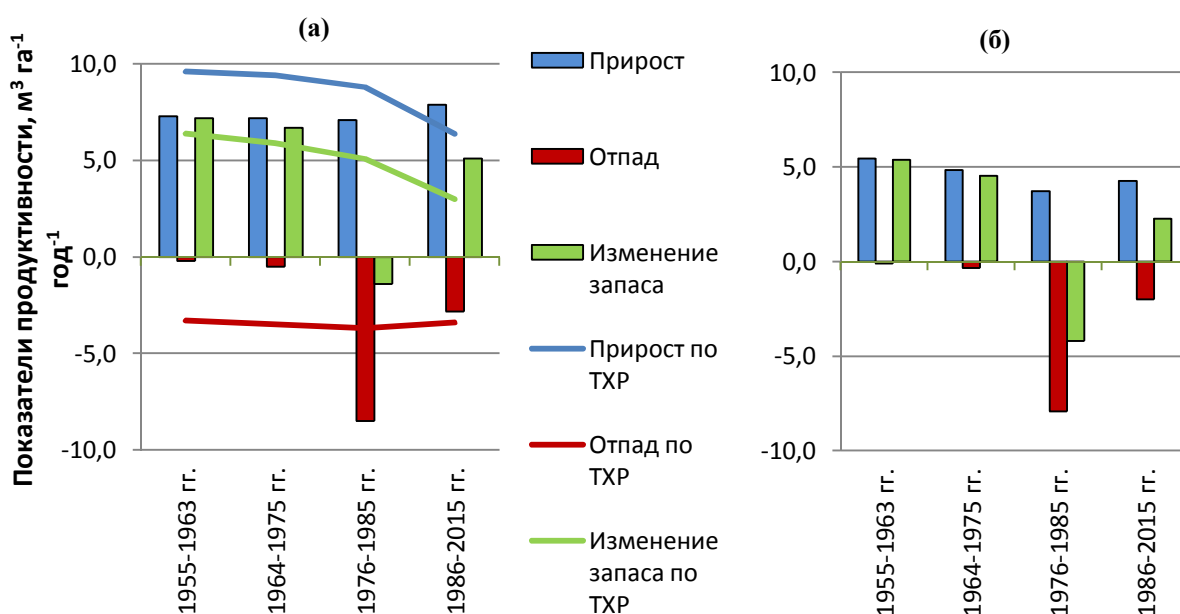 (а)
Показатели продуктивности, м³ га⁻¹
год⁻¹
10,0
5,0
0,0
-5,0
-10,0
1955-1963 гг.
1964-1975 гг.
1976-1985 гг.
1986-2015 гг.
Прирост
Отпад
Изменение
запаса
Прирост по
ТХР
Отпад по
ТХР
Изменение
запаса по
ТХР
(б)
10,0
5,0
0,0
-5,0
-10,0
1955-1963 гг.
1964-1975 гг.
1976-1985 гг.
1986-2015 гг.